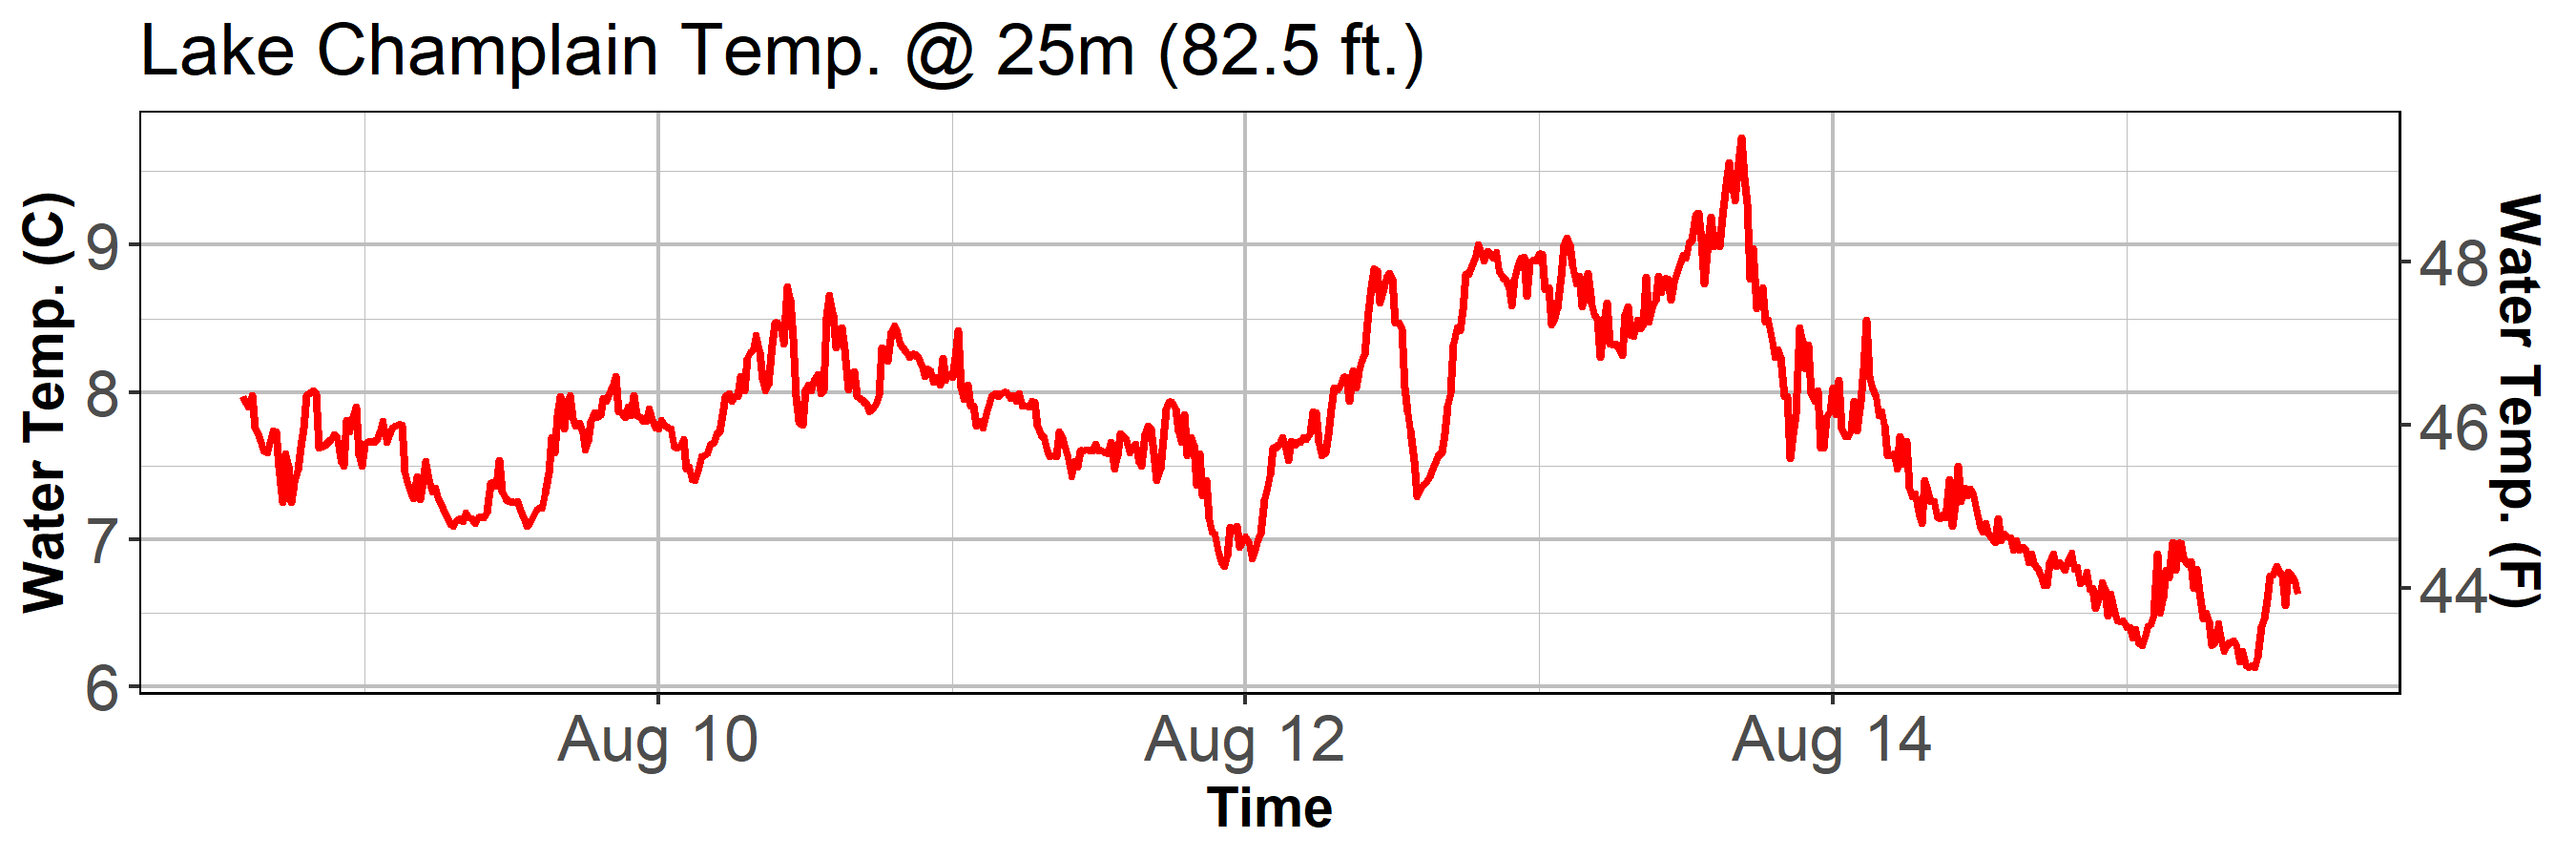 Lake Champlain Temp. @ 25m (82.5 ft.)
Water Temp. (C)
9
8
7
6
48
46
44
Water Temp. (F)
Aug 10
Aug 12
Aug 14
Time